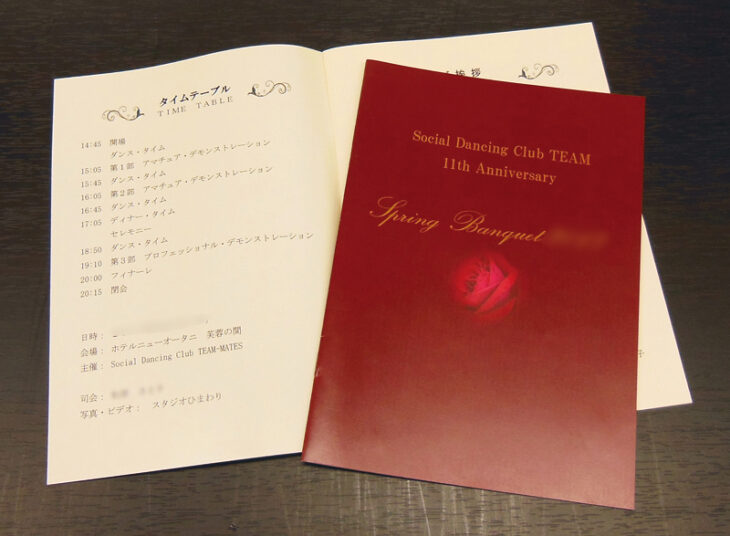 タイムテーブル
TIME TABLE
14:45 開場
ダンス・タイム
15:05 第1部 アマチュア・デモンストレーション
15:45 ダンス・タイム
16:05 第2部 アマチュア・デモンストレーション
16:45 ダンス・タイム
17:05 ディナー・タイム
セレモニー
18:50 ダンス・タイム
19:10 第3部 プロフェッショナル・デモンストレーション
20:00 フィナーレ
20:15 閉会
日時：
会場： ホテルニューオータニ 芙蓉の間
主催： Social Dancing Club TEAM-MATES
司会：
写真・ビデオ： スタジオひまわり
挨拶
子
Social Dancing Club TEAM
11th Anniversary
Spring Banquet